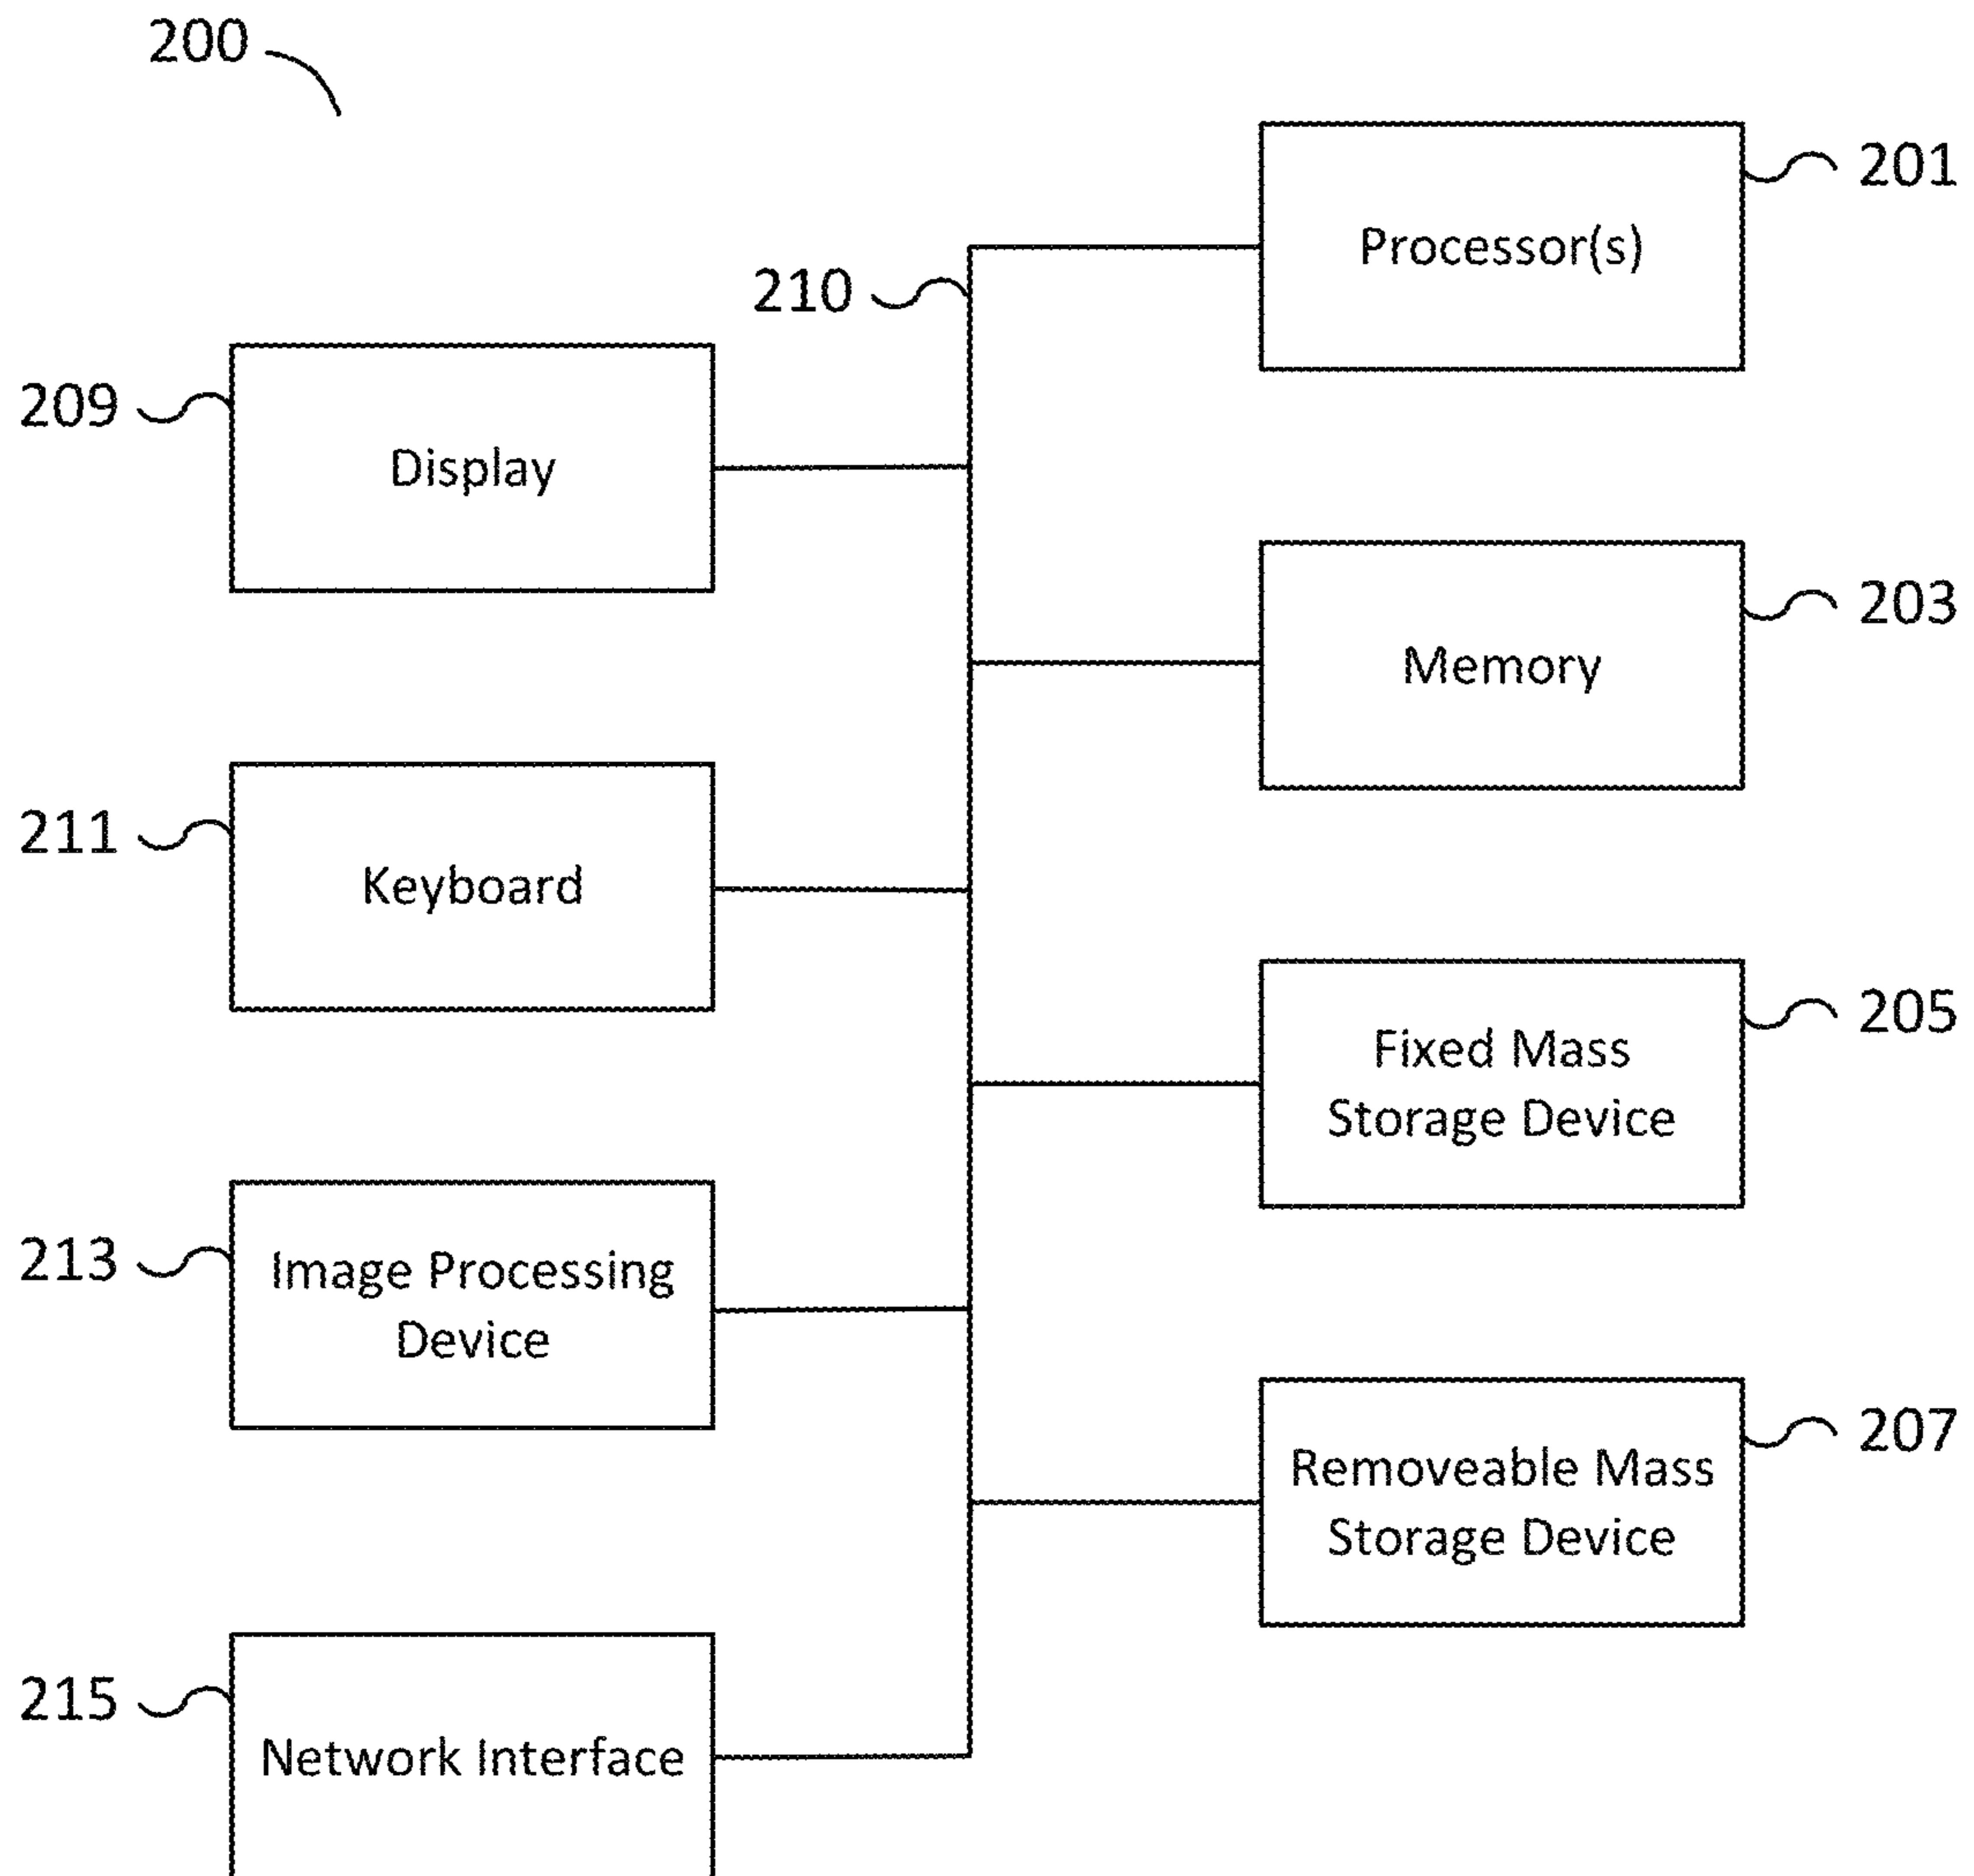 200
201
Processor(s)
210
209
Display
203
Memory
211
Keyboard
205
Fixed Mass
Storage Device
213
Image Processing
Device
207
Removeable Mass
Storage Device
215
Network Interface